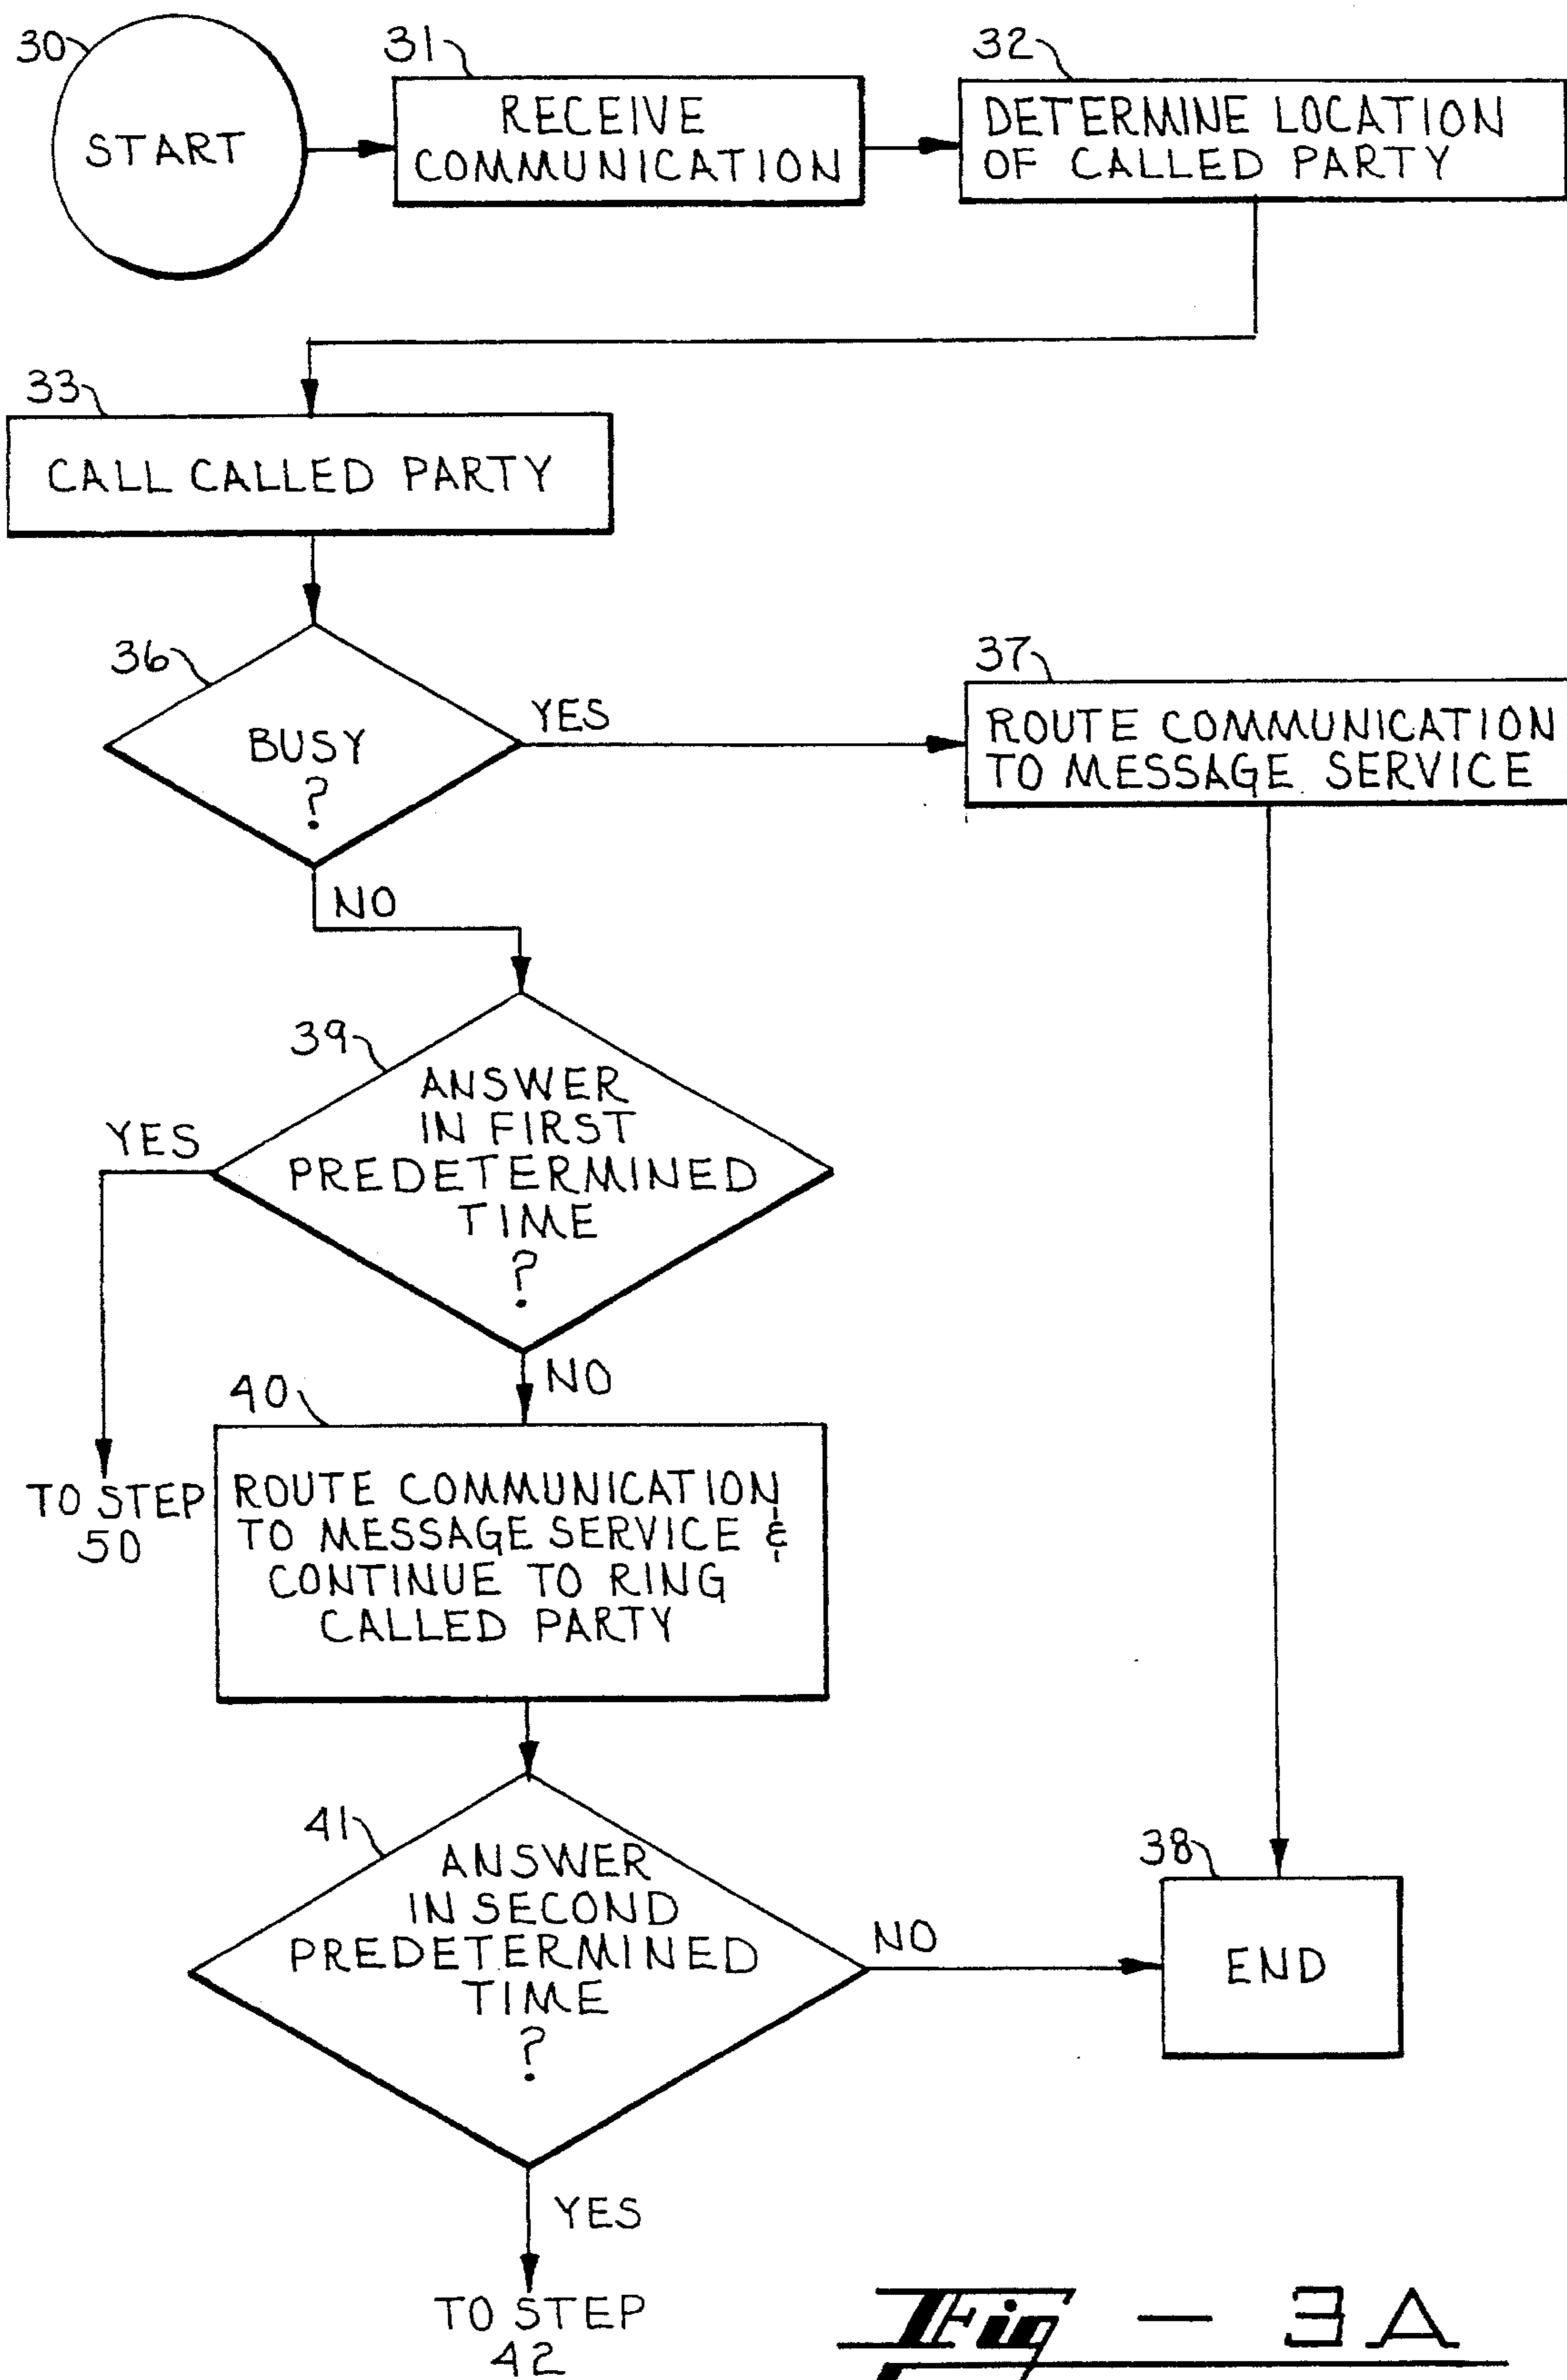 30
START
31
RECEIVE
COMMUNICATION
32
DETERMINE LOCATION
OF CALLED PARTY
33
CALL CALLED PARTY
36
BUSY
?
YES
37
ROUTE COMMUNICATION
TO MESSAGE SERVICE
NO
39
ANSWER
IN FIRST
PREDETERMINED
TIME
?
YES
TO STEP
50
NO
40
ROUTE COMMUNICATION
TO MESSAGE SERVICE &
CONTINUE TO RING
CALLED PARTY
41
ANSWER
IN SECOND
PREDETERMINED
TIME
?
NO
38
END
YES
TO STEP
42
Fig - 3A